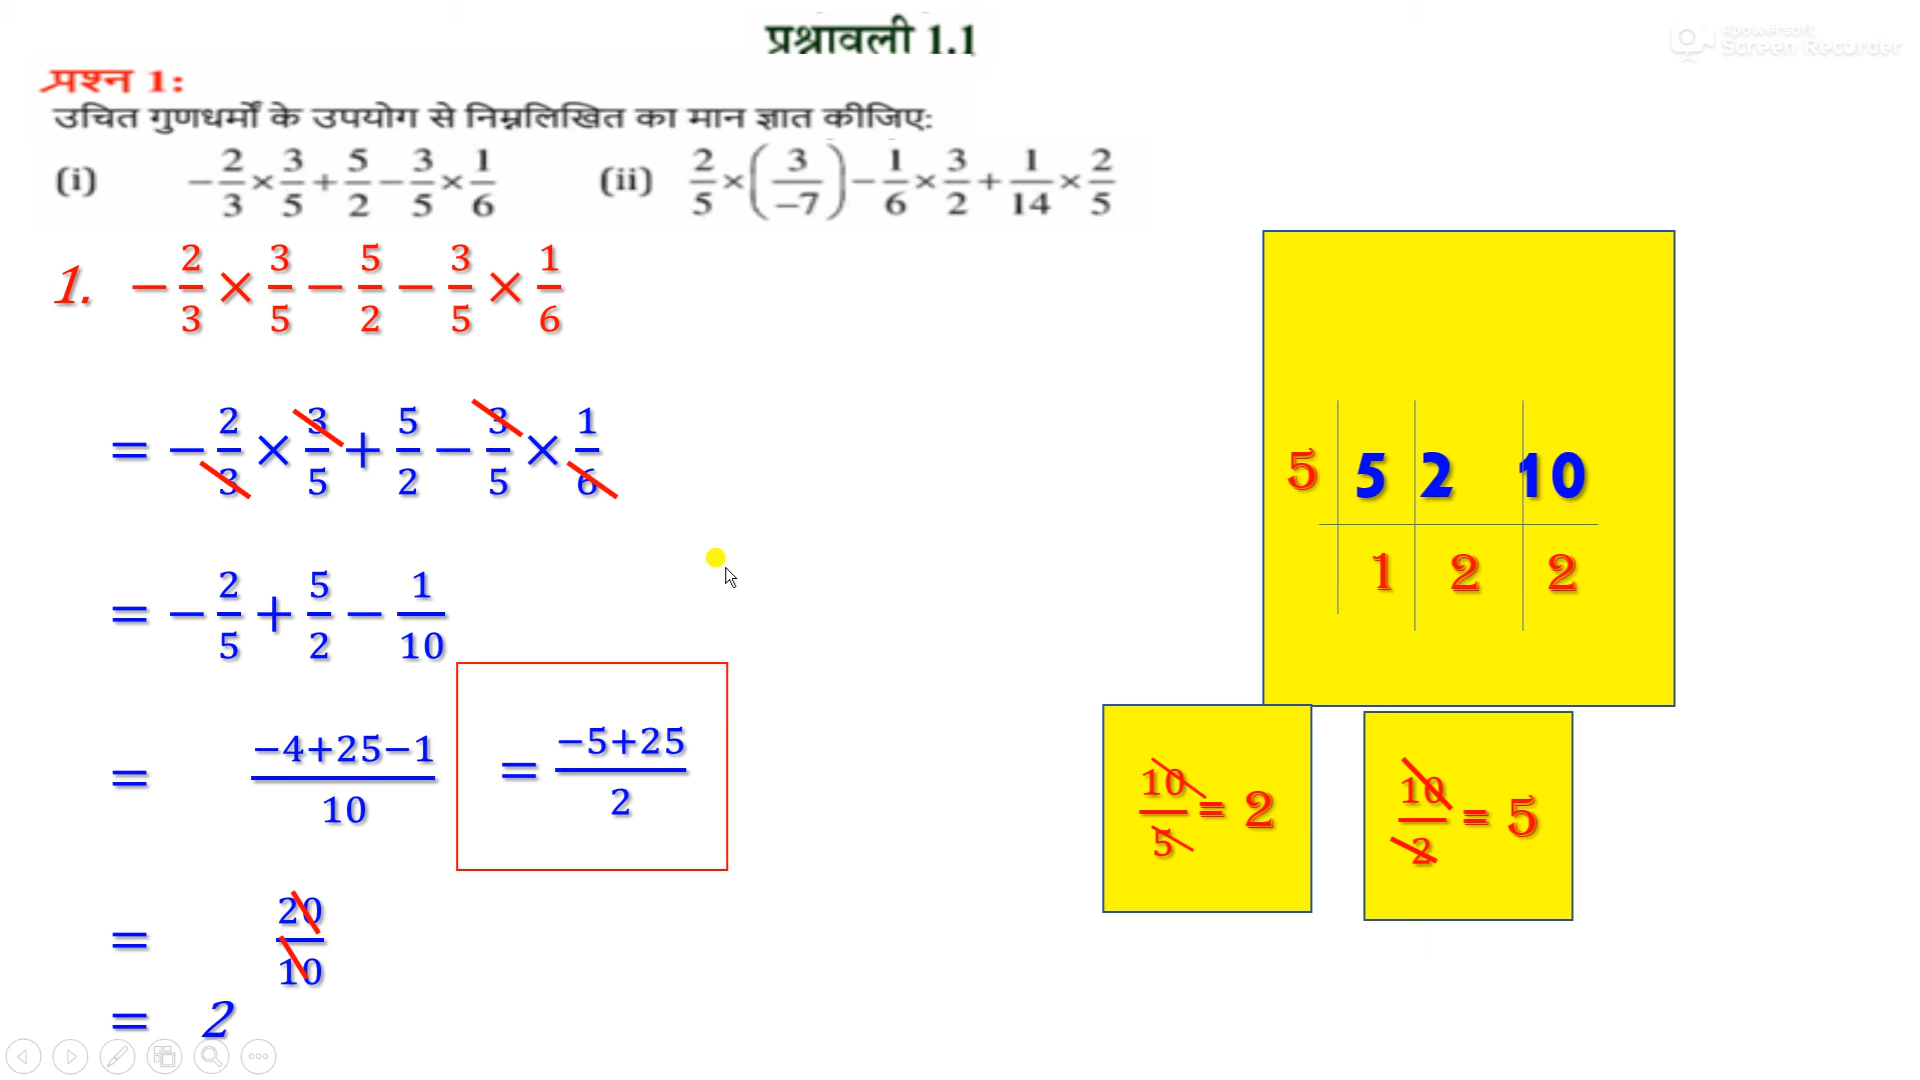 प्रश्नावली 1.1
Apowersoft
Screen Recorder
प्रश्न 1:
उचित गुणधर्मों के उपयोग से निम्नलिखित का मान ज्ञात कीजिए:
(i) −2/3×3/5+5/2−3/5×1/6 (ii) 2/5×(3/−7)−1/6×3/2+1/14×2/5
1. −2/3×3/5−5/2−3/5×1/6
= −2/3×3/5+5/2−3/5×1/6
= −2/5+5/2−1/10
= −4+25−1/10
= −5+25/2
= 20/10
= 2
5 5 2 10
1 2 2
10/5 = 2
10/2 = 5